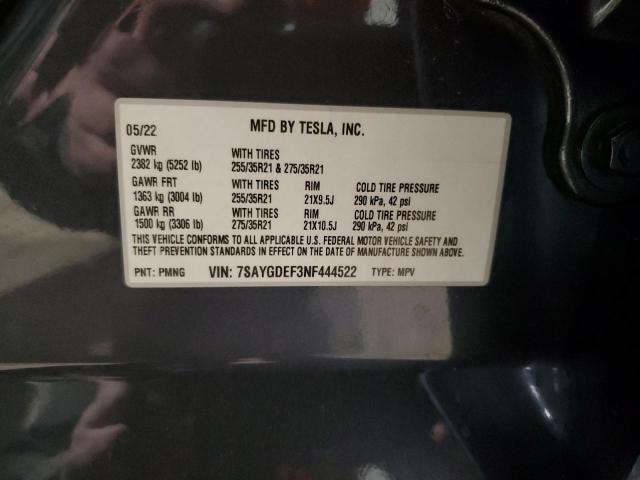 05/22 MFD BY TESLA, INC.
GVWR WITH TIRES
2382 kg (5252 lb) 255/35R21 & 275/35R21
GAWR FRT WITH TIRES RIM COLD TIRE PRESSURE
1363 kg (3004 lb) 255/35R21 21X9.5J 290 kPa, 42 psi
GAWR RR WITH TIRES RIM COLD TIRE PRESSURE
1500 kg (3306 lb) 275/35R21 21X10.5J 290 kPa, 42 psi
THIS VEHICLE CONFORMS TO ALL APPLICABLE U.S. FEDERAL MOTOR VEHICLE SAFETY AND
THEFT PREVENTION STANDARDS IN EFFECT ON THE DATE OF MANUFACTURE SHOWN ABOVE.
PNT: PMNG VIN: 7SAYGDEF3NF444522 TYPE: MPV